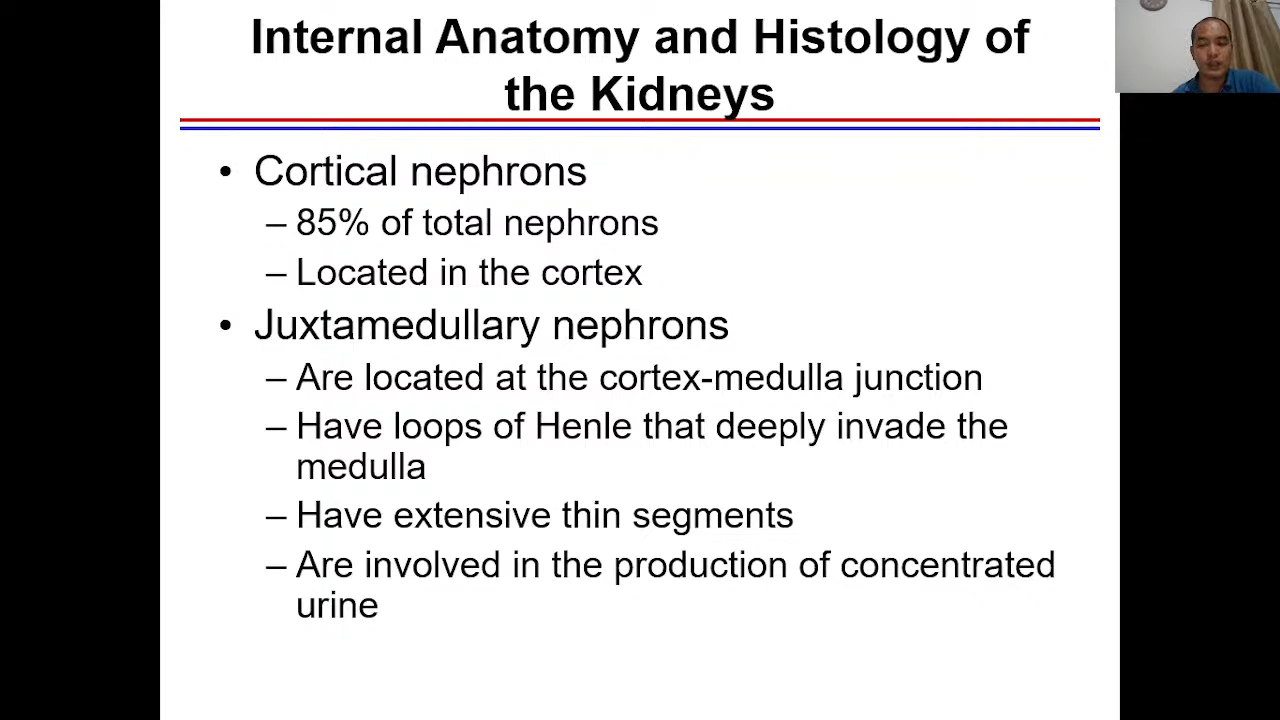 Internal Anatomy and Histology of
the Kidneys
• Cortical nephrons
– 85% of total nephrons
– Located in the cortex
• Juxtamedullary nephrons
– Are located at the cortex-medulla junction
– Have loops of Henle that deeply invade the
medulla
– Have extensive thin segments
– Are involved in the production of concentrated
urine